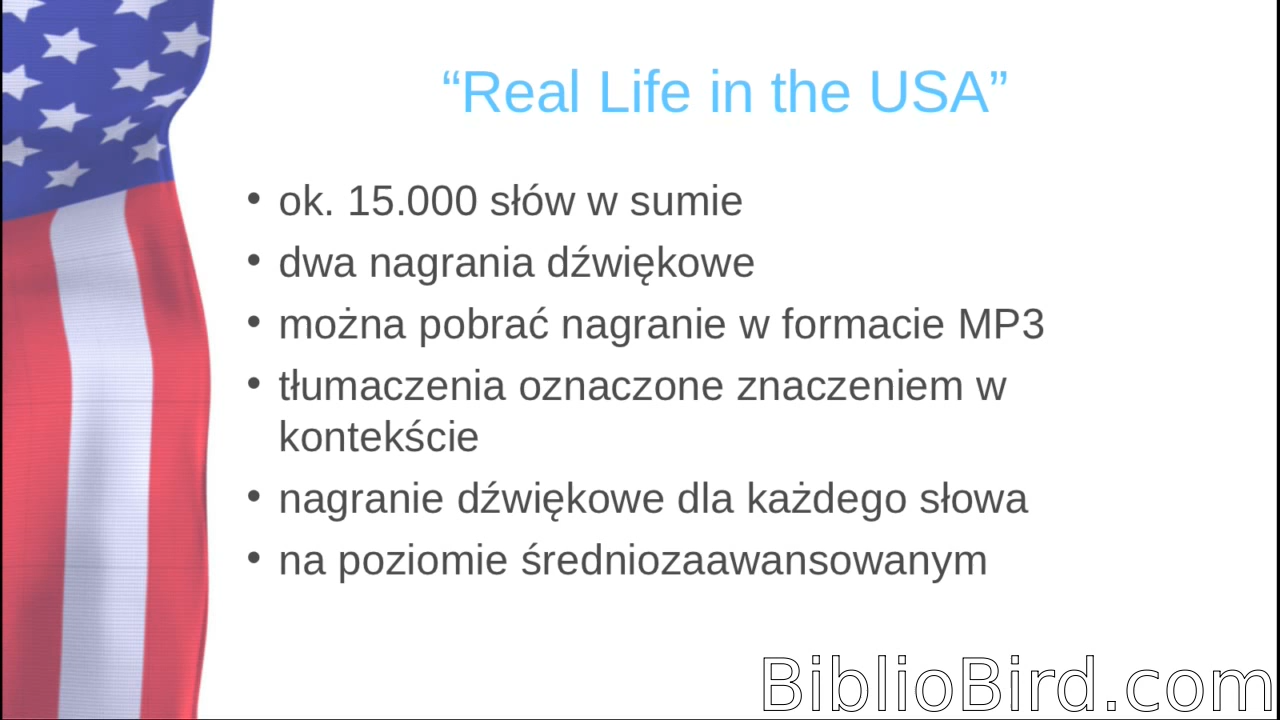 “Real Life in the USA”
• ok. 15.000 słów w sumie
• dwa nagrania dźwiękowe
• można pobrać nagranie w formacie MP3
• tłumaczenia oznaczone znaczeniem w
kontekście
• nagranie dźwiękowe dla każdego słowa
• na poziomie średniozaawansowanym
BiblioBird.com